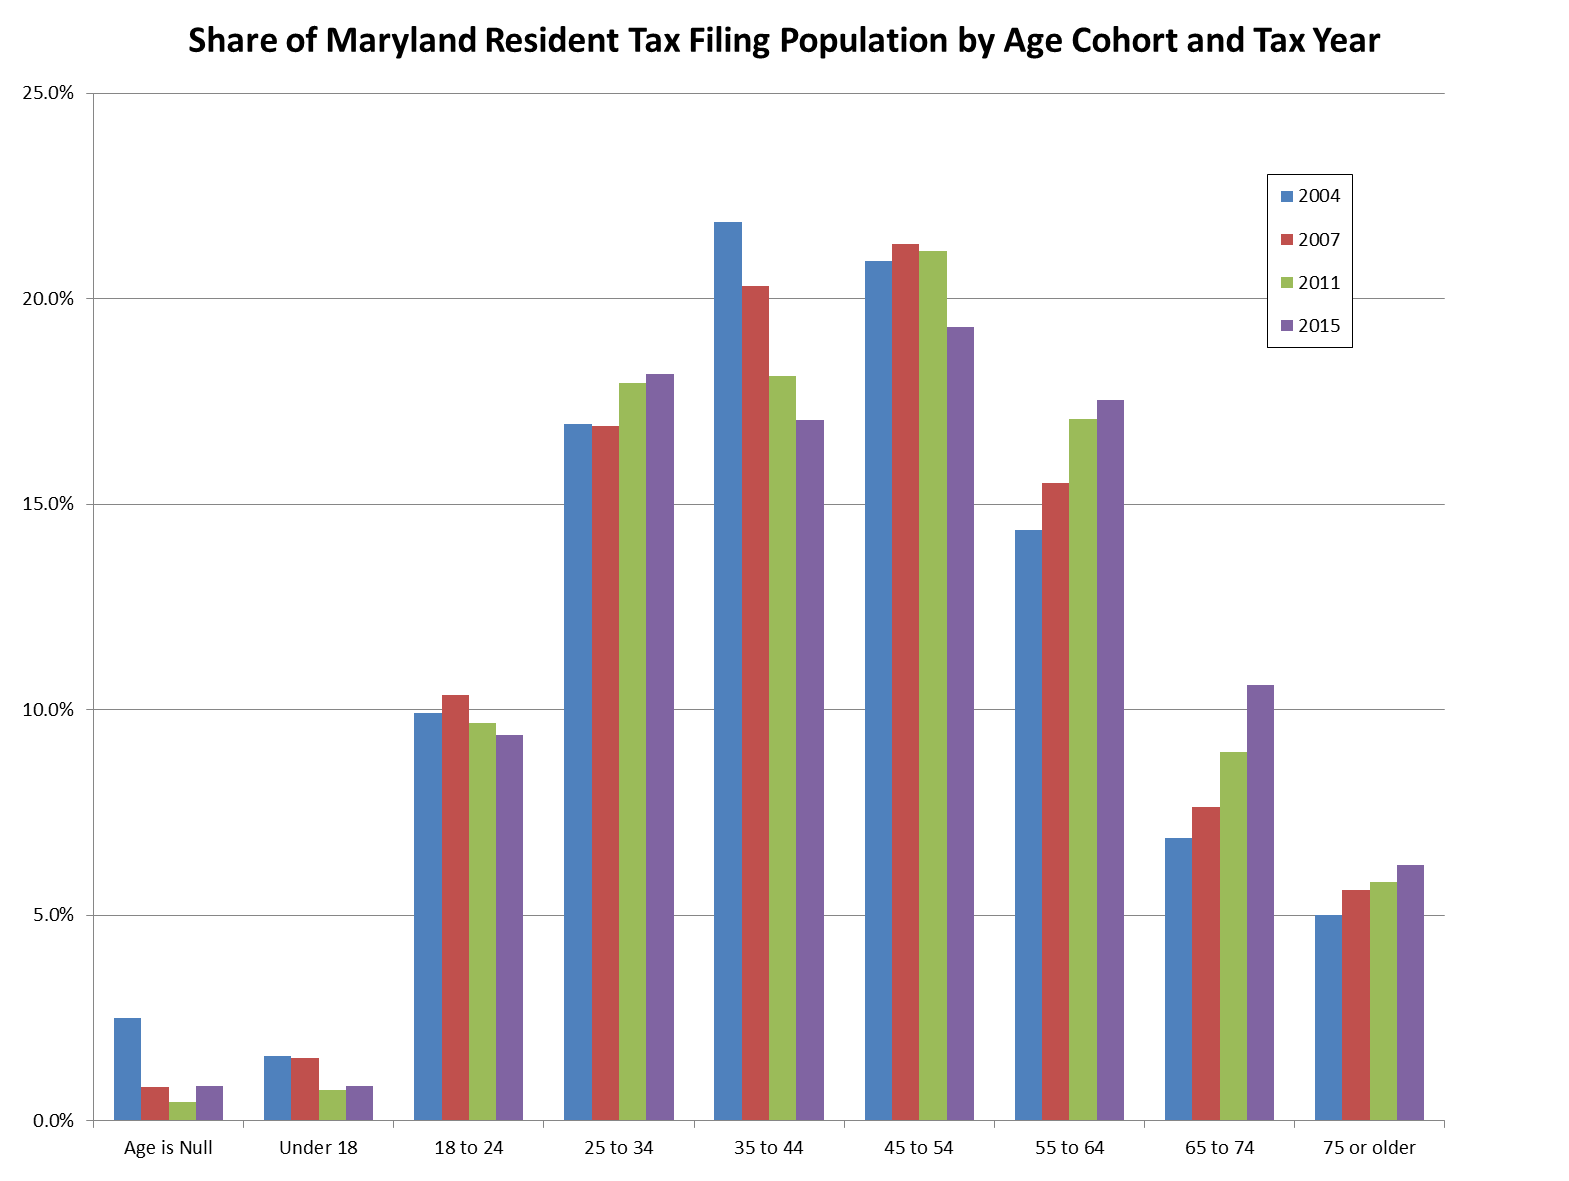 Share of Maryland Resident Tax Filing Population by Age Cohort and Tax Year
25.0%
20.0%
15.0%
10.0%
5.0%
0.0%
2004
2007
2011
2015
Age is Null
Under 18
18 to 24
25 to 34
35 to 44
45 to 54
55 to 64
65 to 74
75 or older